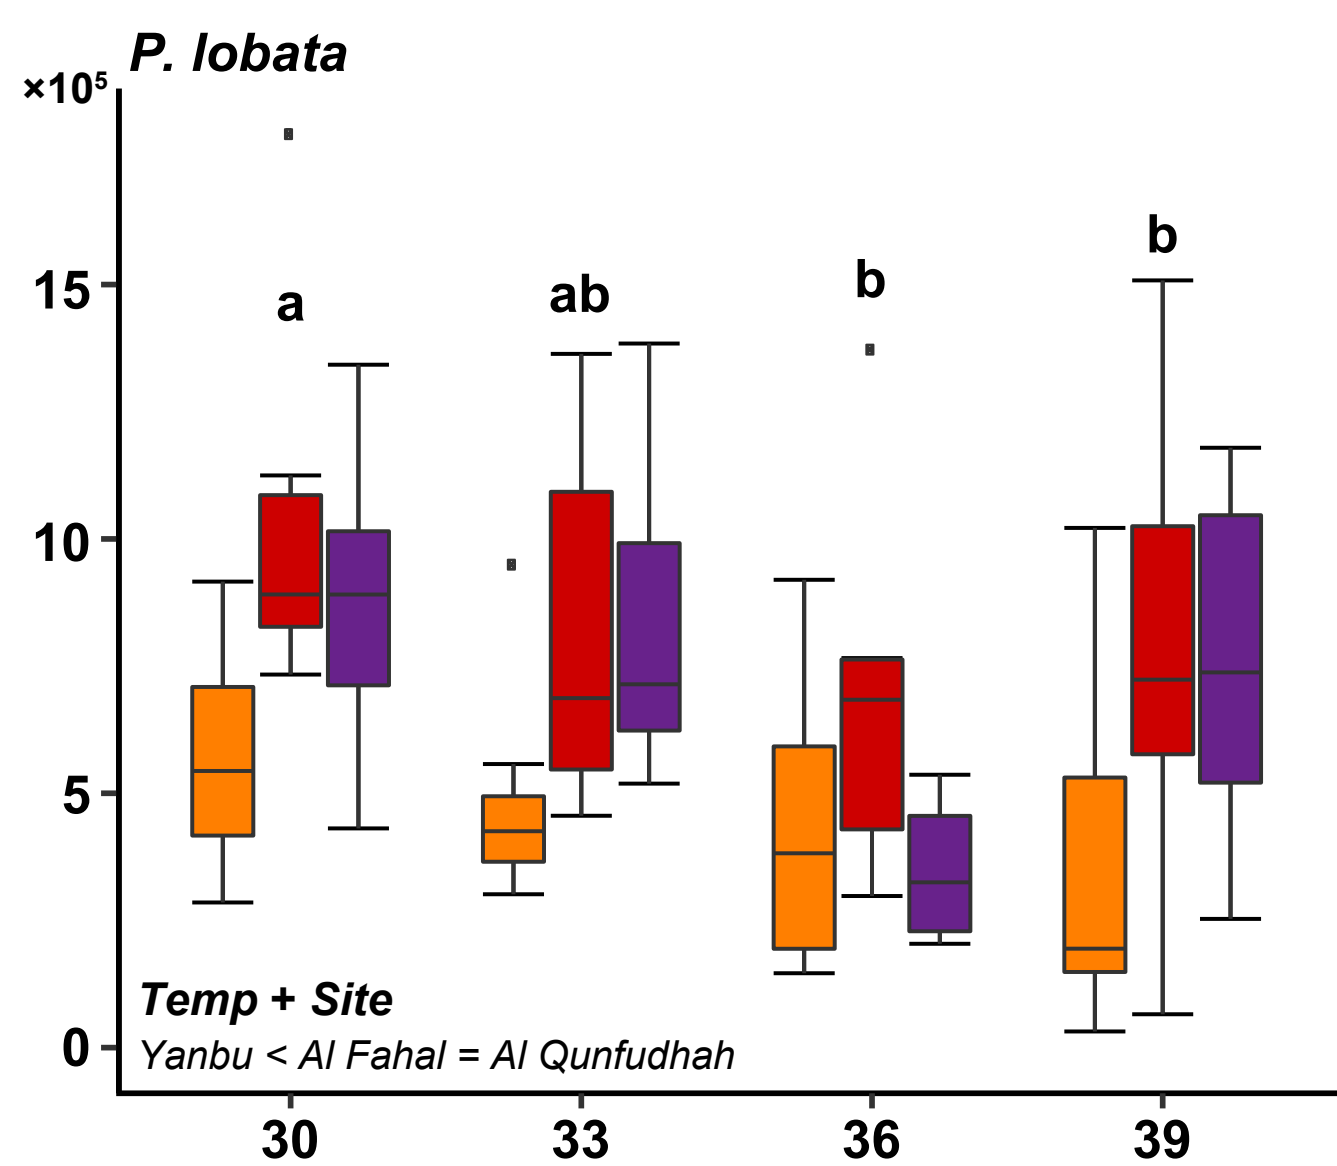 P. lobata
×10⁵
15
10
5
0
a
ab
b
b
Temp + Site
Yanbu < Al Fahal = Al Qunfudhah
30
33
36
39